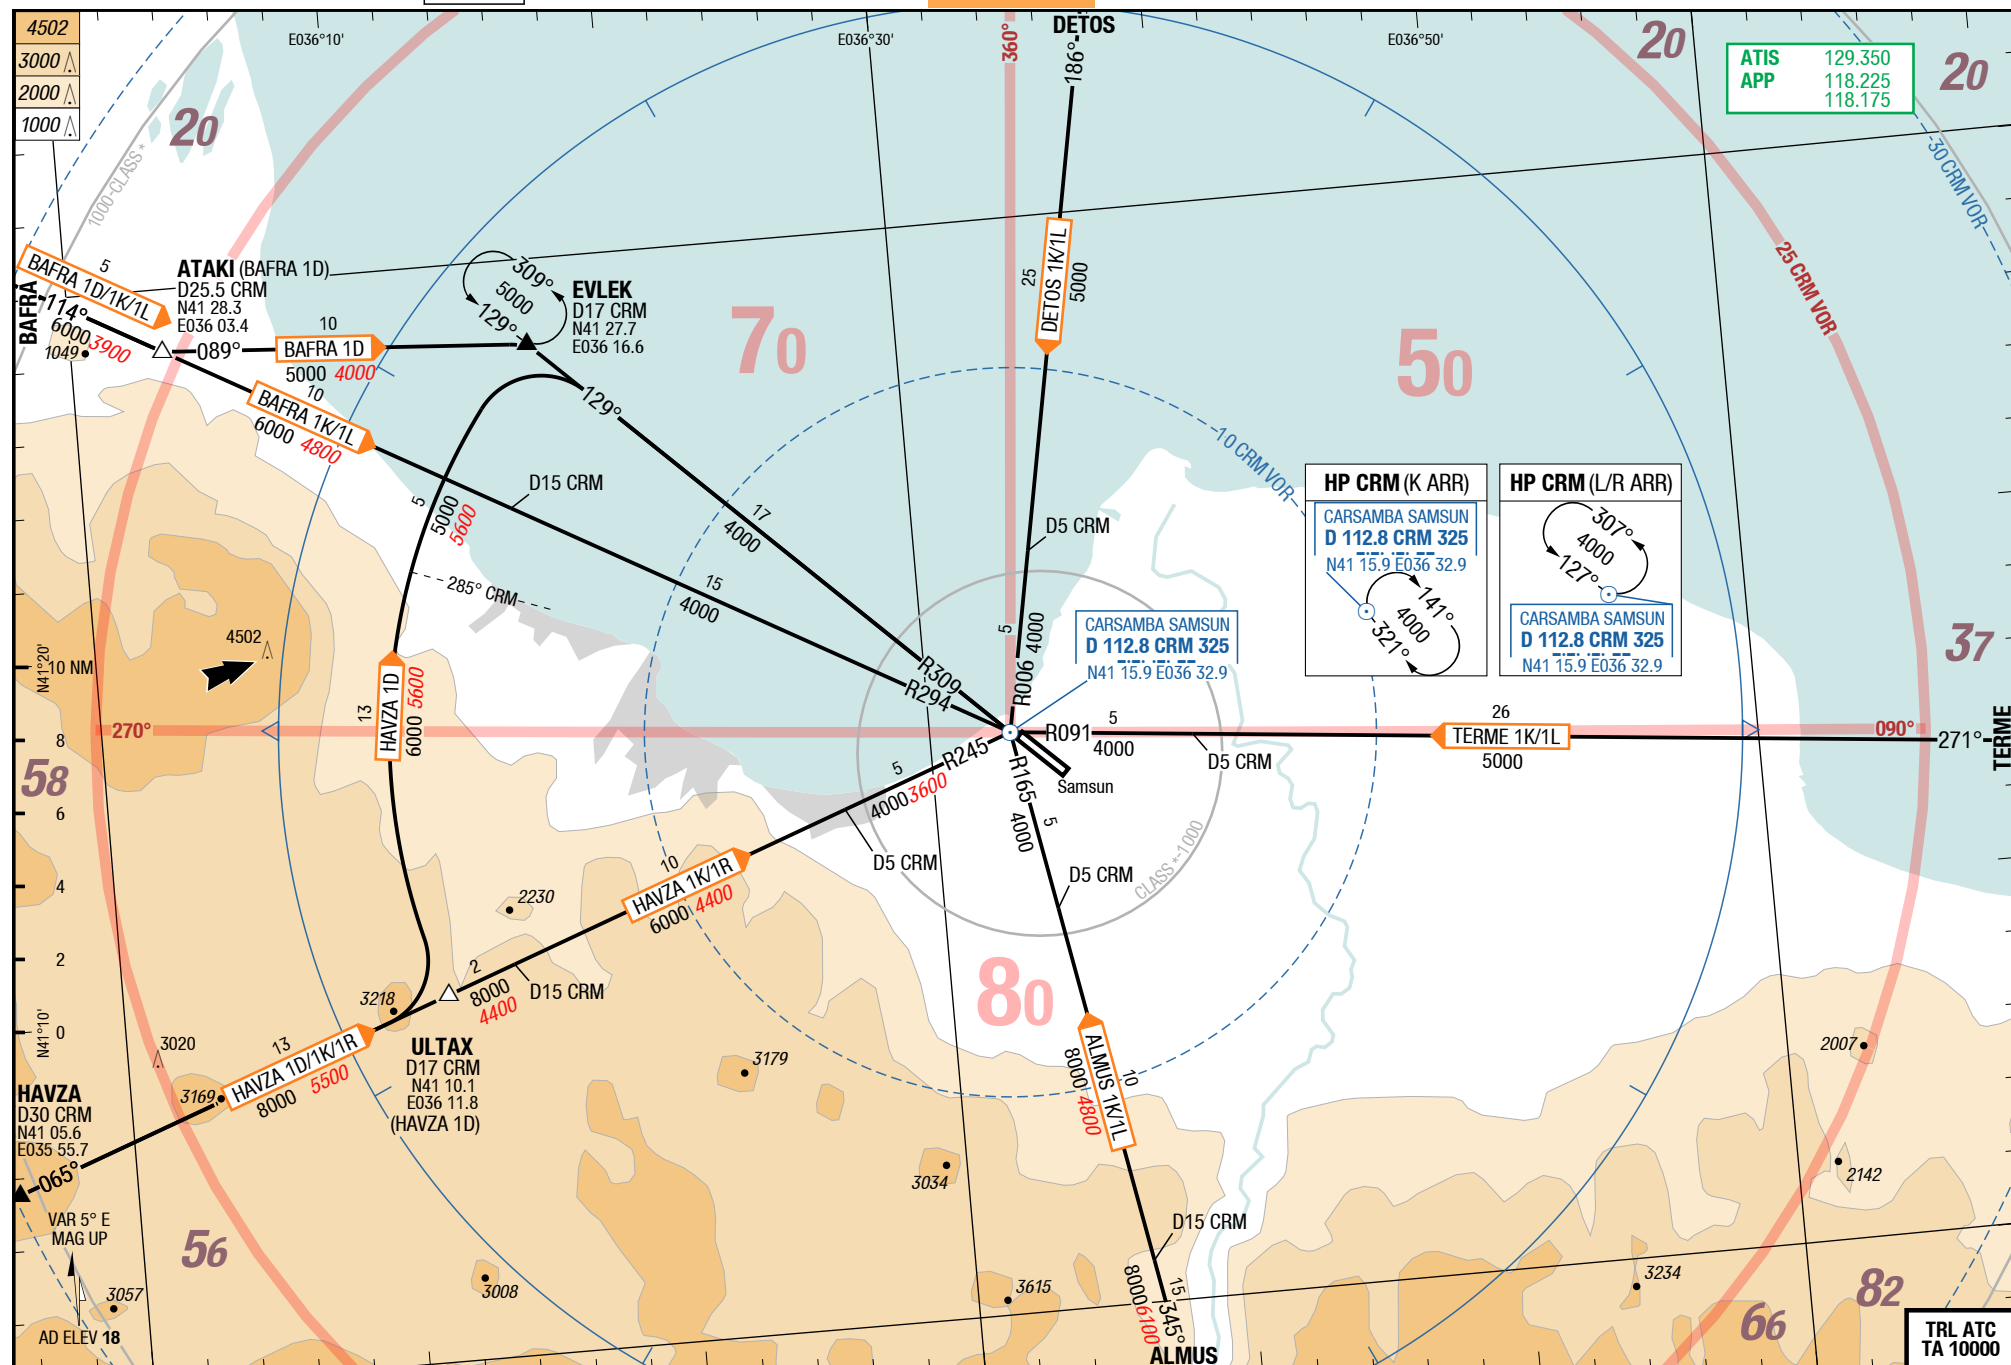 4502
3000
2000
1000
E036°10'
E036°30'
E036°50'
360°
DETOS
186°
ATIS 129.350
APP 118.225
118.175
20
20
20
1000-CLASS *
30 CRM VOR
25 CRM VOR
10 CRM VOR
BAFRA
BAFRA 1D/1K/1L
5
114°
6000 3900
1049
ATAKI (BAFRA 1D)
D25.5 CRM
N41 28.3
E036 03.4
089°
10
BAFRA 1D
5000 4000
309°
5000
129°
EVLEK
D17 CRM
N41 27.7
E036 16.6
10
BAFRA 1K/1L
6000 4800
129°
17
4000
D15 CRM
15
4000
5
5000
5600
285° CRM
70
50
25
DETOS 1K/1L
5000
D5 CRM
5
4000
R006
R309
R294
HP CRM (K ARR)
CARSAMBA SAMSUN
D 112.8 CRM 325
N41 15.9 E036 32.9
141°
4000
321°
HP CRM (L/R ARR)
307°
4000
127°
CARSAMBA SAMSUN
D 112.8 CRM 325
N41 15.9 E036 32.9
CARSAMBA SAMSUN
D 112.8 CRM 325
N41 15.9 E036 32.9
37
4502
N41°20'
10 NM
8
6
4
2
0
N41°10'
270°
090°
58
13
HAVZA 1D
6000 5600
R091
5
4000
D5 CRM
26
TERME 1K/1L
5000
271°
TERME
Samsun
R245
5
4000 3600
D5 CRM
R165
5
4000
D5 CRM
CLASS *-1000
10
HAVZA 1K/1R
6000 4400
2230
2
8000
4400
D15 CRM
80
3218
3020
3169
13
HAVZA 1D/1K/1R
8000 5500
ULTAX
D17 CRM
N41 10.1
E036 11.8
(HAVZA 1D)
3179
10
ALMUS 1K/1L
8000 4800
2007
2142
HAVZA
D30 CRM
N41 05.6
E035 55.7
065°
3034
D15 CRM
VAR 5° E
MAG UP
56
3057
3008
3615
15
8000 6100
345°
ALMUS
3234
66
82
AD ELEV 18
TRL ATC
TA 10000